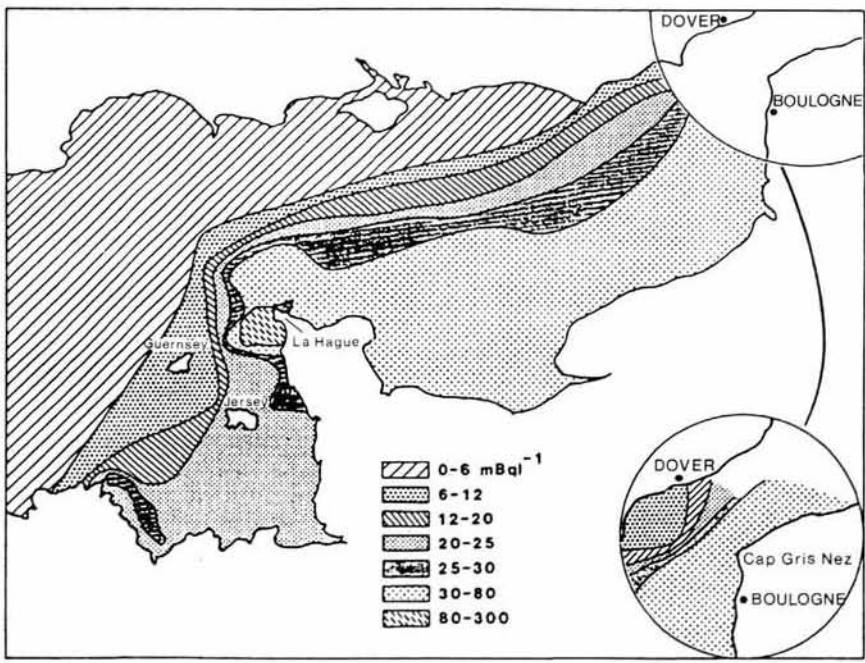 DOVER
BOULOGNE
Guernsey
La Hague
Jersey
0-6 mBql⁻¹
6-12
12-20
20-25
25-30
30-80
80-300
DOVER
Cap Gris Nez
BOULOGNE